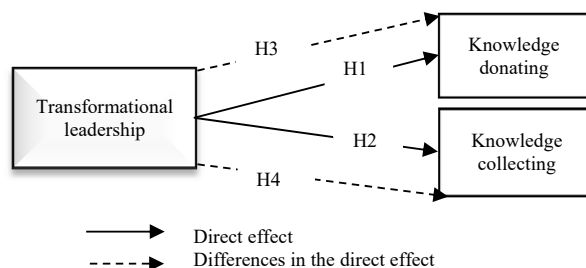 H3
Knowledge
donating
H1
Transformational
leadership
H2
Knowledge
collecting
H4
Direct effect
Differences in the direct effect